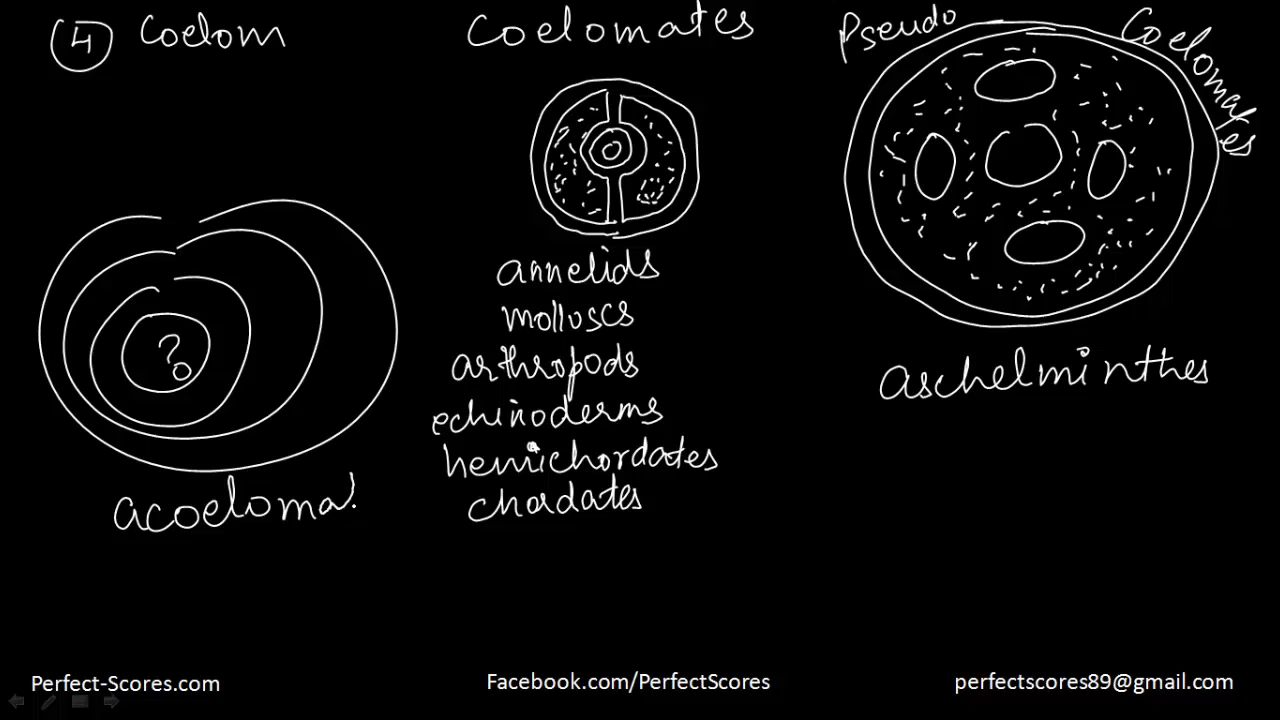 4 Coelom
Coelomates
Pseudo Coelomates
?
annelids
molluscs
arthropods
echinoderms
hemichordates
chordates
aschelminthes
acoeloma
Perfect-Scores.com
Facebook.com/PerfectScores
perfectscores89@gmail.com